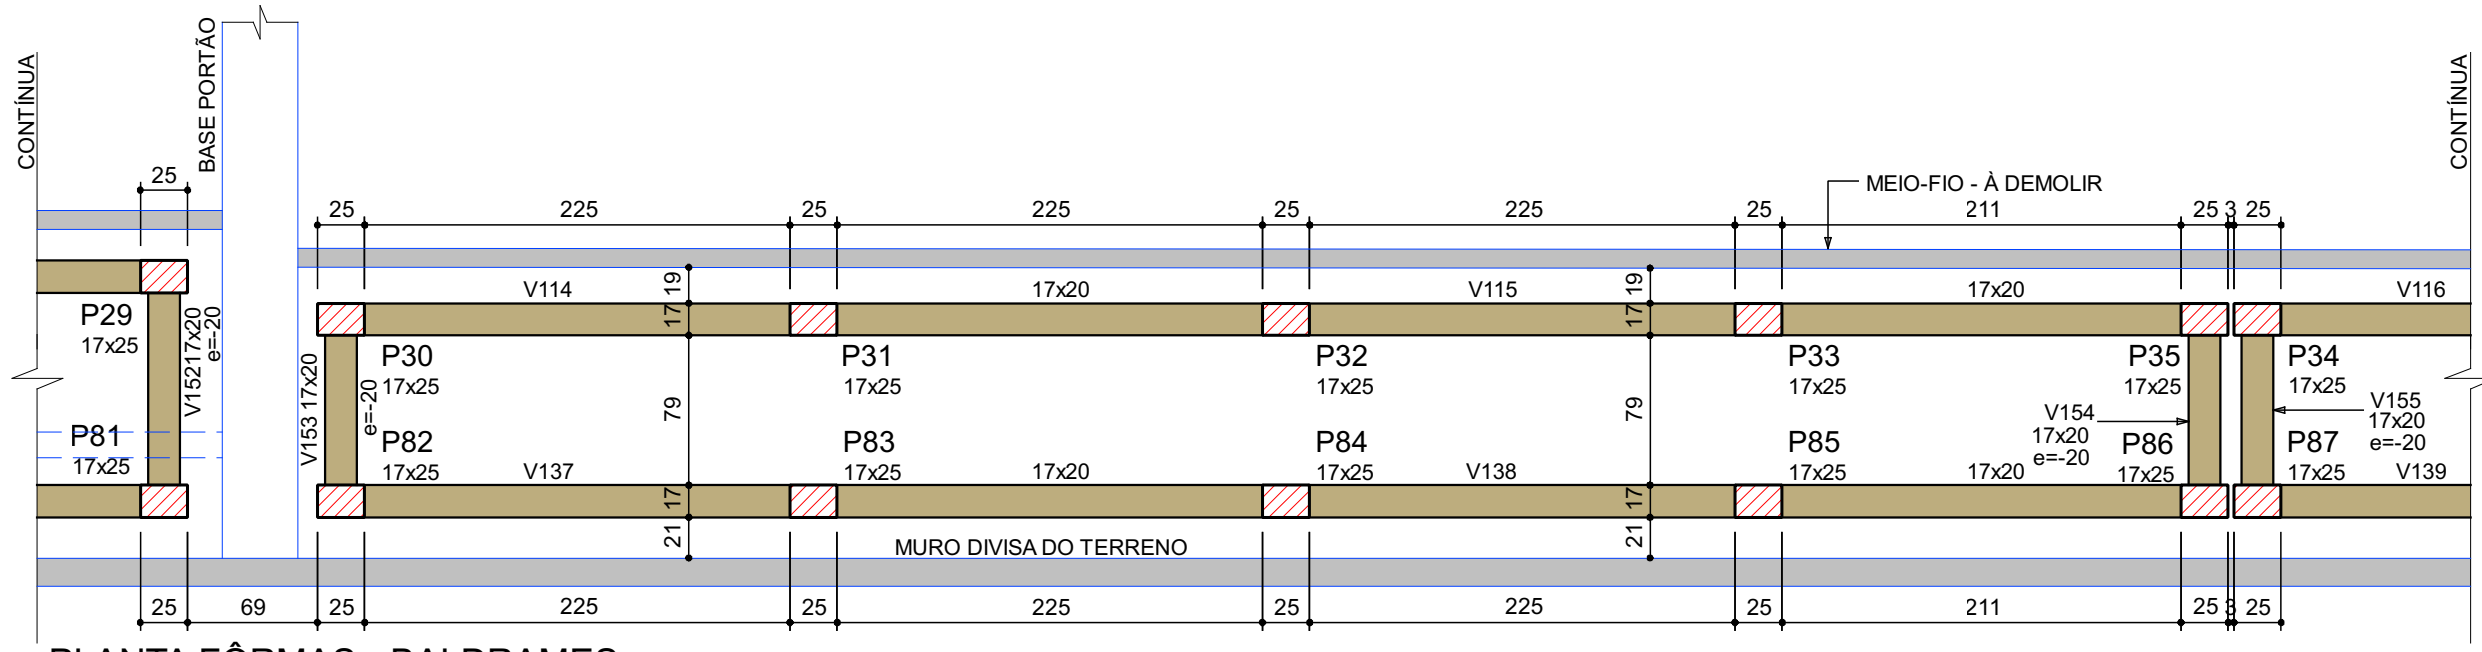 CONTÍNUA
BASE PORTÃO
CONTÍNUA
25
MEIO-FIO - À DEMOLIR
25 225 25 225 25 225 25 211 25 3 25
19 19
V114 17x20 V115 17x20 V116
17 17
P29
17x25
V152 17x20
e=-20
V153 17x20
e=-20
P30
17x25
P31
17x25
P32
17x25
P33
17x25
P35
17x25
P34
17x25
79 79
V154
17x20
e=-20
V155
17x20
e=-20
P81
17x25
P82
17x25
P83
17x25
P84
17x25
P85
17x25
P86
17x25
P87
17x25
V137 17x20 V138 17x20 V139
17 17
21 21
MURO DIVISA DO TERRENO
25 69 25 225 25 225 25 225 25 211 25 3 25
PLANTA FÔRMAS - BALDRAMES